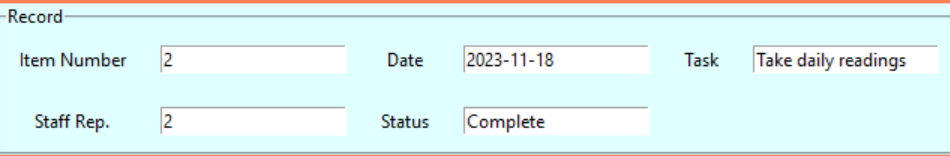 Record
Item Number 2 Date 2023-11-18 Task Take daily readings
Staff Rep. 2 Status Complete